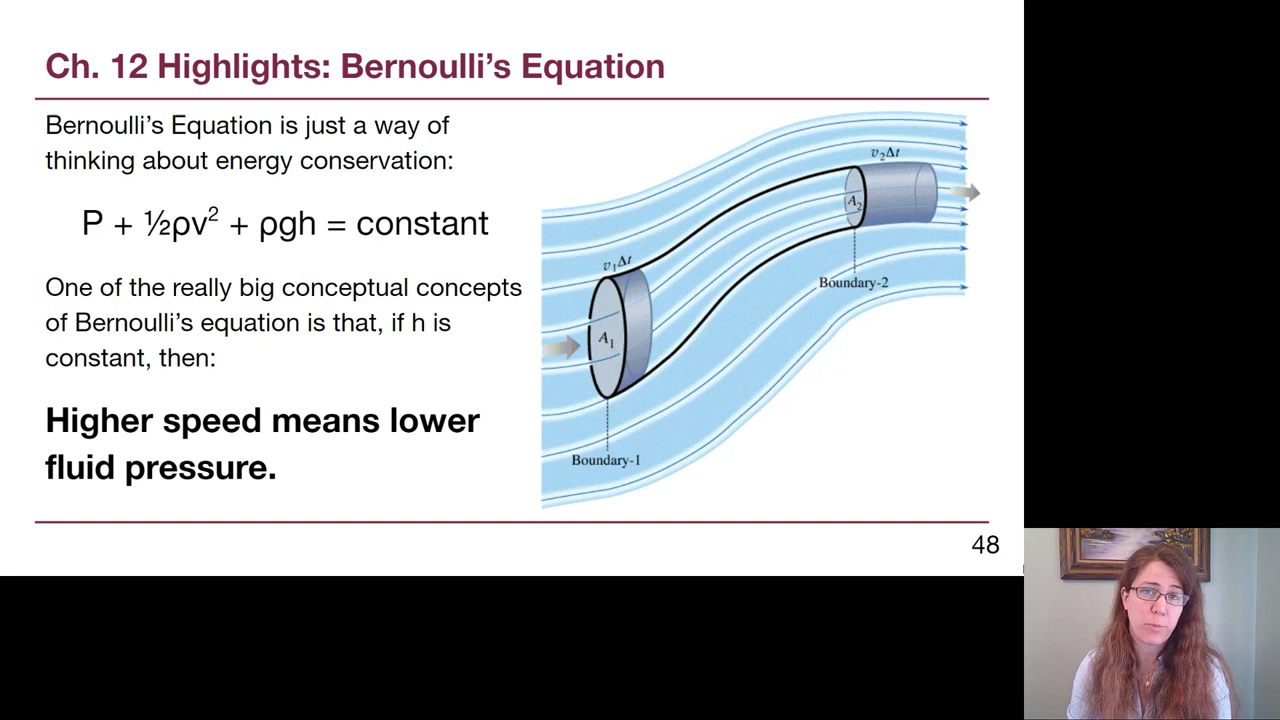 Ch. 12 Highlights: Bernoulli’s Equation
Bernoulli’s Equation is just a way of
thinking about energy conservation:
P + ½ρv² + ρgh = constant
One of the really big conceptual concepts
of Bernoulli’s equation is that, if h is
constant, then:
Higher speed means lower
fluid pressure.
v₂Δt
A₂
Boundary-2
v₁Δt
A₁
Boundary-1
48